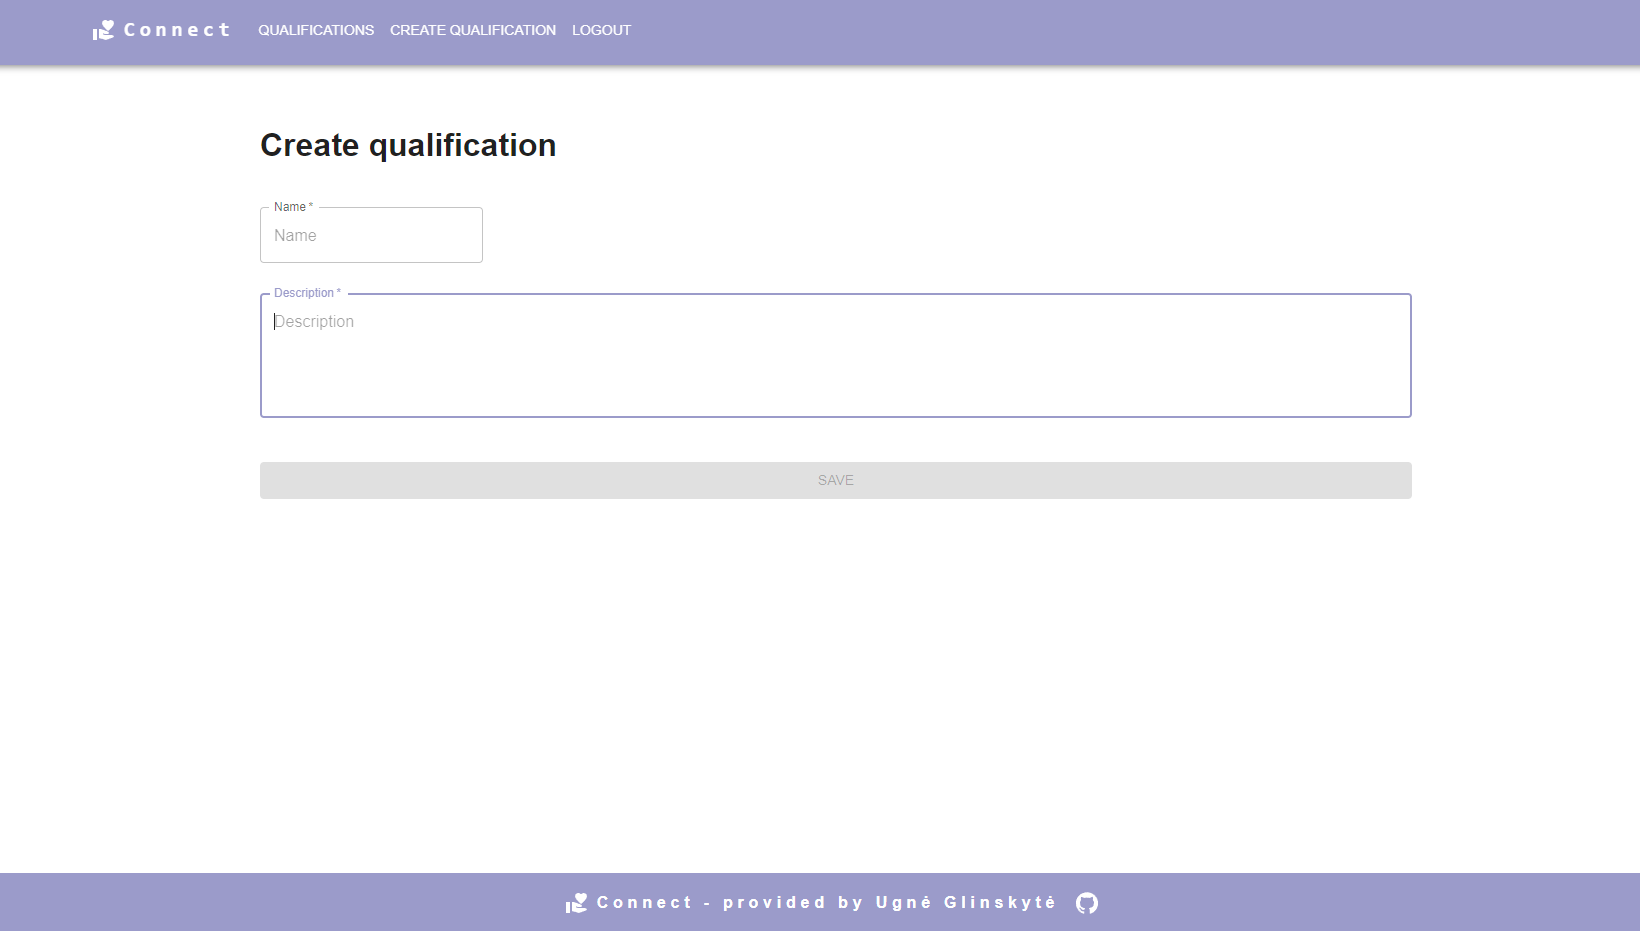 Connect QUALIFICATIONS CREATE QUALIFICATION LOGOUT
Create qualification
Name *
Name
Description *
Description
SAVE
Connect - provided by Ugnė Glinskytė